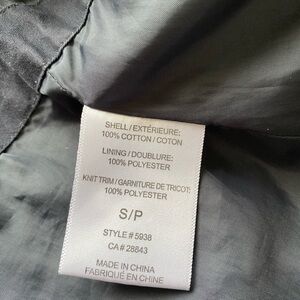 SHELL/EXTÉRIEURE:
100% COTTON/COTON
LINING/DOUBLURE:
100% POLYESTER
KNIT TRIM/GARNITURE DE TRICOT:
100% POLYESTER
S/P
STYLE # 5938
CA # 28843
MADE IN CHINA
FABRIQUÉ EN CHINE